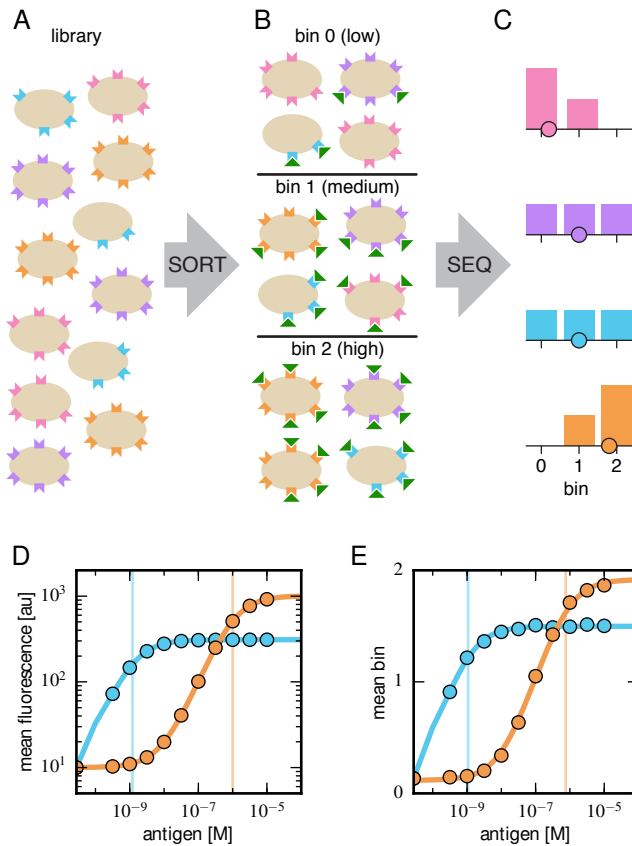 A
library
B
bin 0 (low)
bin 1 (medium)
bin 2 (high)
SORT
SEQ
C
0 1 2
bin
D
mean fluorescence [au]
10³
10²
10¹
10⁻⁹ 10⁻⁷ 10⁻⁵
antigen [M]
E
mean bin
2
1
0
10⁻⁹ 10⁻⁷ 10⁻⁵
antigen [M]